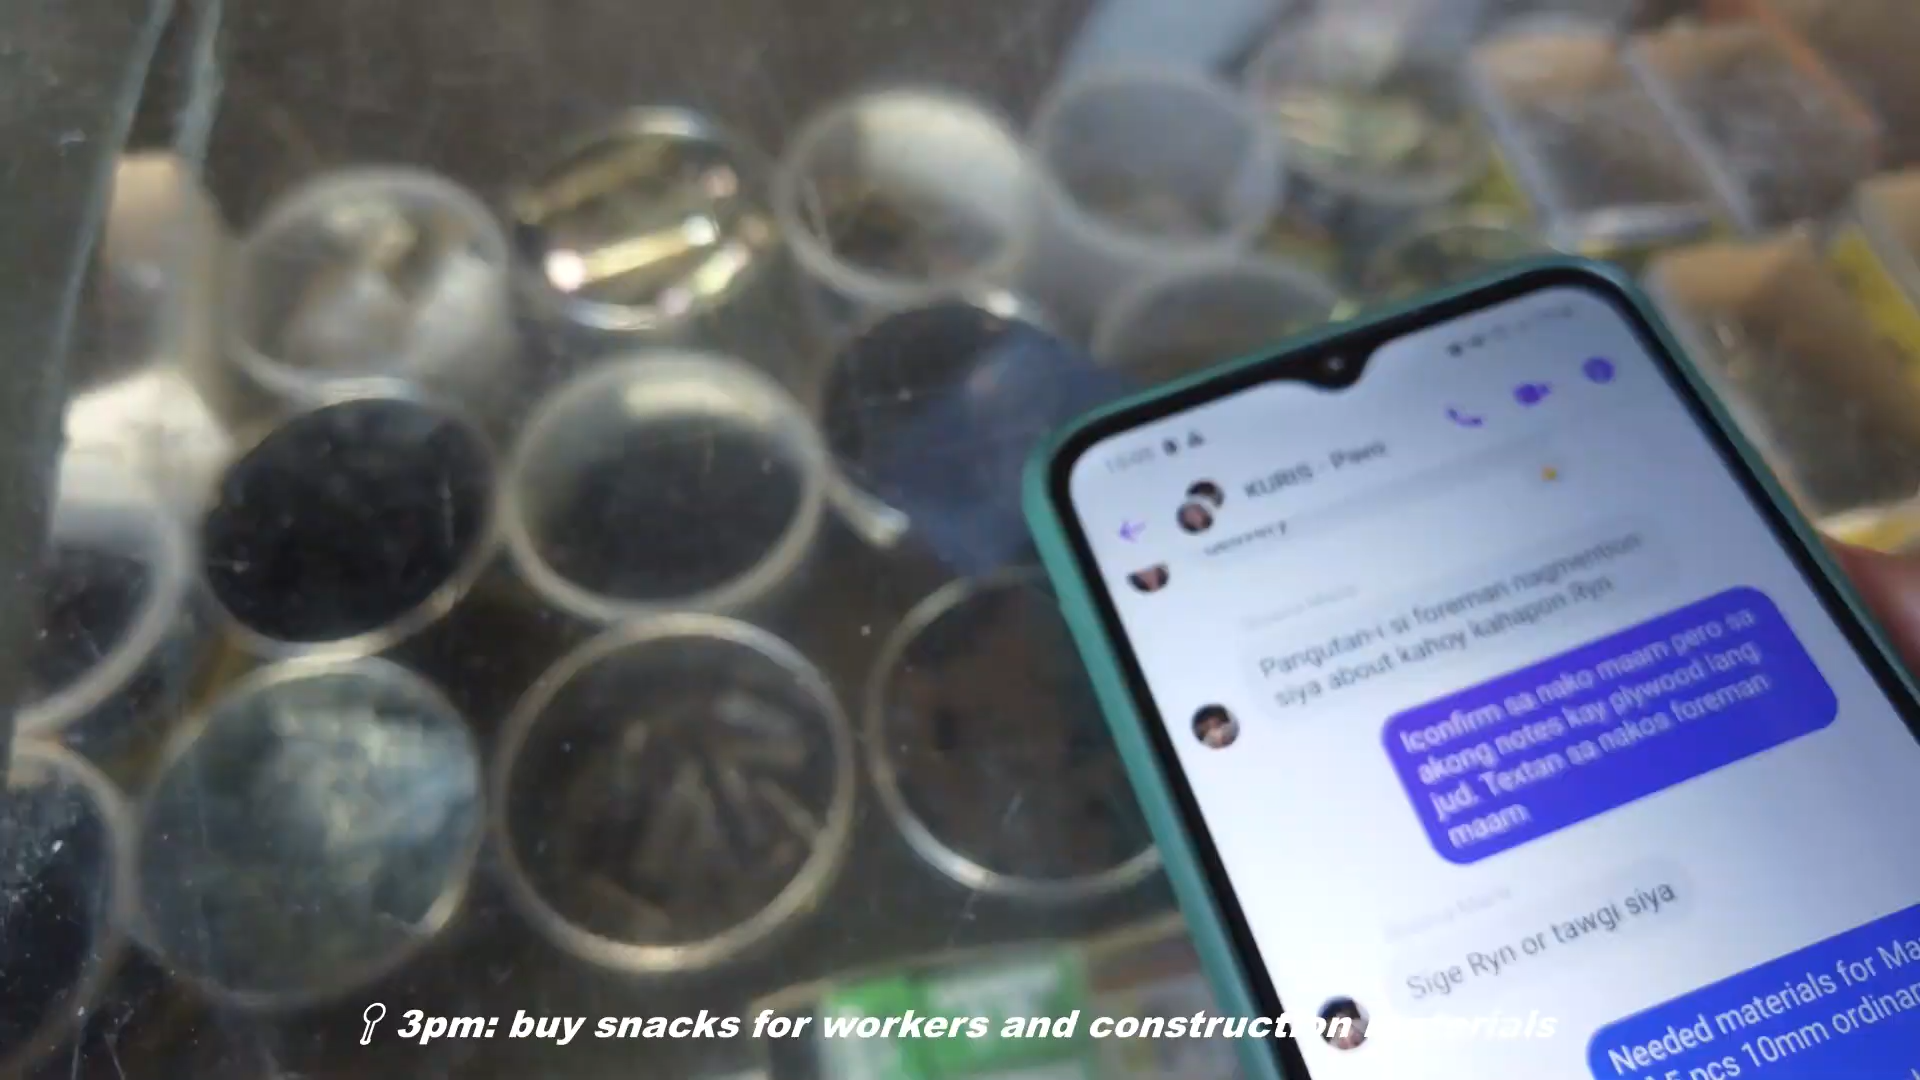 KURIS - Pavo
Pangutan-i si foreman nagmention
siya about kahoy kahapon Ryn
Iconfirm sa nako maam pero sa
akong notes kay plywood lang
jud. Textan sa nakos foreman
maam
Sige Ryn or tawgi siya
Needed materials for Ma
pcs 10mm ordinar
3pm: buy snacks for workers and construction materials